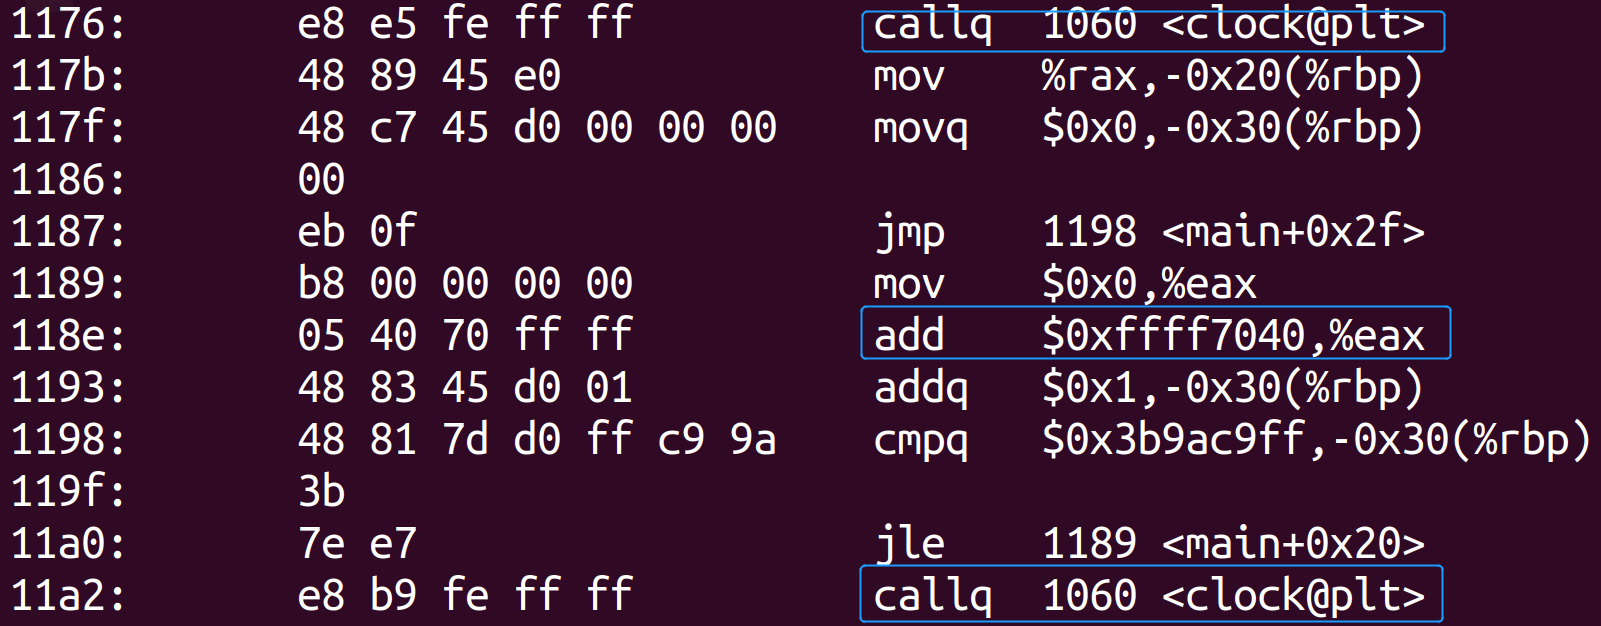 1176: e8 e5 fe ff ff callq 1060 <clock@plt>
117b: 48 89 45 e0 mov %rax,-0x20(%rbp)
117f: 48 c7 45 d0 00 00 00 movq $0x0,-0x30(%rbp)
1186: 00
1187: eb 0f jmp 1198 <main+0x2f>
1189: b8 00 00 00 00 mov $0x0,%eax
118e: 05 40 70 ff ff add $0xffff7040,%eax
1193: 48 83 45 d0 01 addq $0x1,-0x30(%rbp)
1198: 48 81 7d d0 ff c9 9a cmpq $0x3b9ac9ff,-0x30(%rbp)
119f: 3b
11a0: 7e e7 jle 1189 <main+0x20>
11a2: e8 b9 fe ff ff callq 1060 <clock@plt>